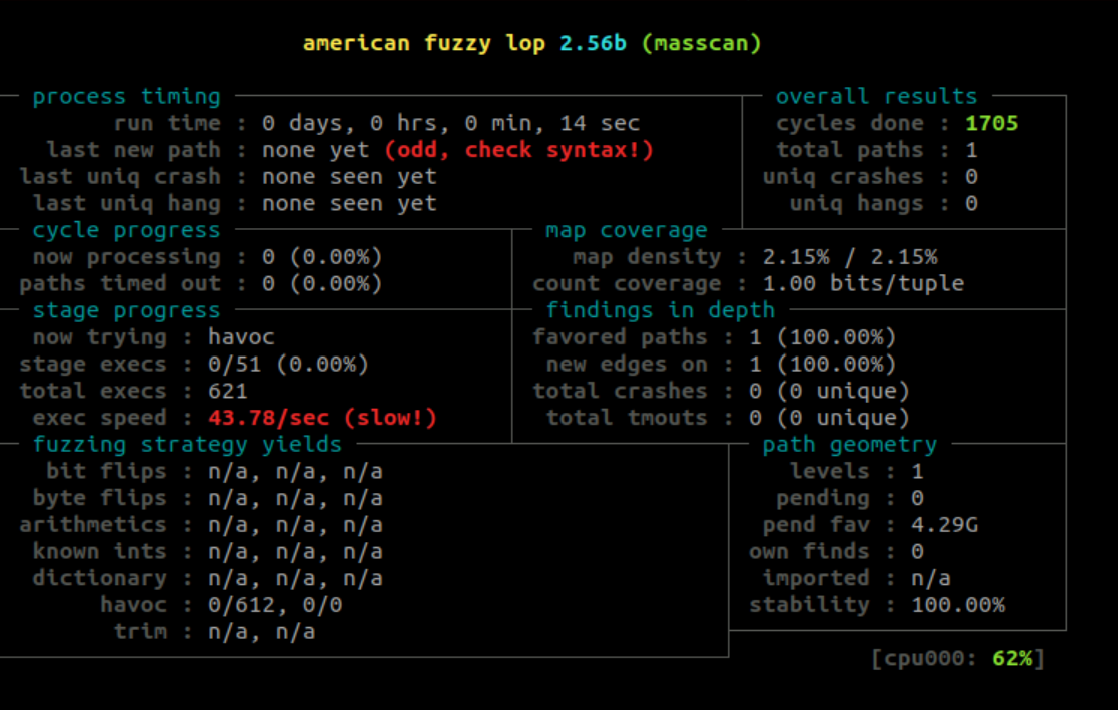 american fuzzy lop 2.56b (masscan)
process timing
run time : 0 days, 0 hrs, 0 min, 14 sec
last new path : none yet (odd, check syntax!)
last uniq crash : none seen yet
last uniq hang : none seen yet
overall results
cycles done : 1705
total paths : 1
uniq crashes : 0
uniq hangs : 0
cycle progress
now processing : 0 (0.00%)
paths timed out : 0 (0.00%)
map coverage
map density : 2.15% / 2.15%
count coverage : 1.00 bits/tuple
stage progress
now trying : havoc
stage execs : 0/51 (0.00%)
total execs : 621
exec speed : 43.78/sec (slow!)
findings in depth
favored paths : 1 (100.00%)
new edges on : 1 (100.00%)
total crashes : 0 (0 unique)
total tmouts : 0 (0 unique)
fuzzing strategy yields
bit flips : n/a, n/a, n/a
byte flips : n/a, n/a, n/a
arithmetics : n/a, n/a, n/a
known ints : n/a, n/a, n/a
dictionary : n/a, n/a, n/a
havoc : 0/612, 0/0
trim : n/a, n/a
path geometry
levels : 1
pending : 0
pend fav : 4.29G
own finds : 0
imported : n/a
stability : 100.00%
[cpu000: 62%]